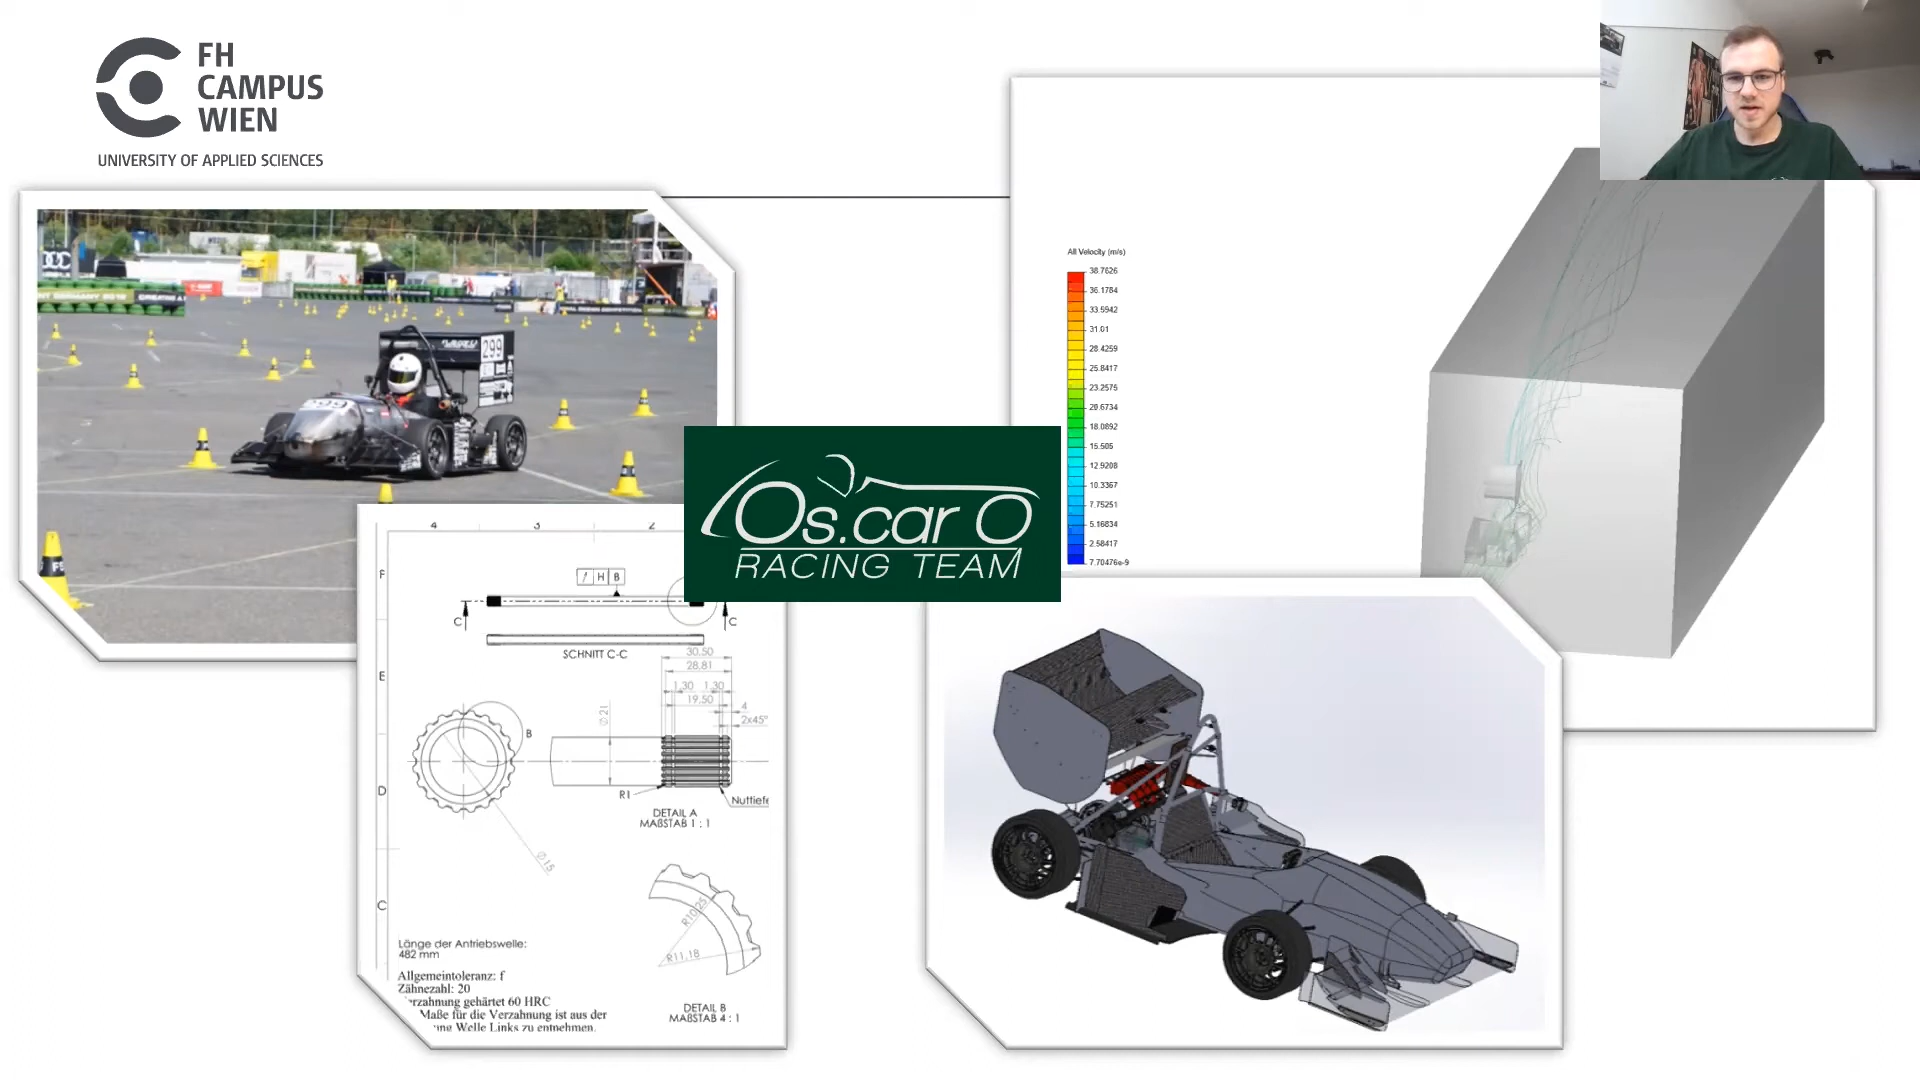 FH
CAMPUS
WIEN
UNIVERSITY OF APPLIED SCIENCES
299
Os.car
RACING TEAM
All Velocity (m/s)
38.7626
36.1784
33.5942
31.01
28.4259
25.8417
23.2575
20.6734
18.0892
15.505
12.9208
10.3367
7.75251
5.16834
2.58417
7.70476e-9
4 3 2
F
E
D
C
H B
C C
SCHNITT C-C
30,50
28,81
1,30 1,30
19,50
4
2x45°
∅21
B
R1
Nuttiefe
DETAIL A
MAßSTAB 1 : 1
∅15
R10,25
R11,18
DETAIL B
MAßSTAB 4 : 1
Länge der Antriebswelle:
482 mm
Allgemeintoleranz: f
Zähnezahl: 20
rzahnung gehärtet 60 HRC
Maße für die Verzahnung ist aus der
ung Welle Links zu entnehmen.